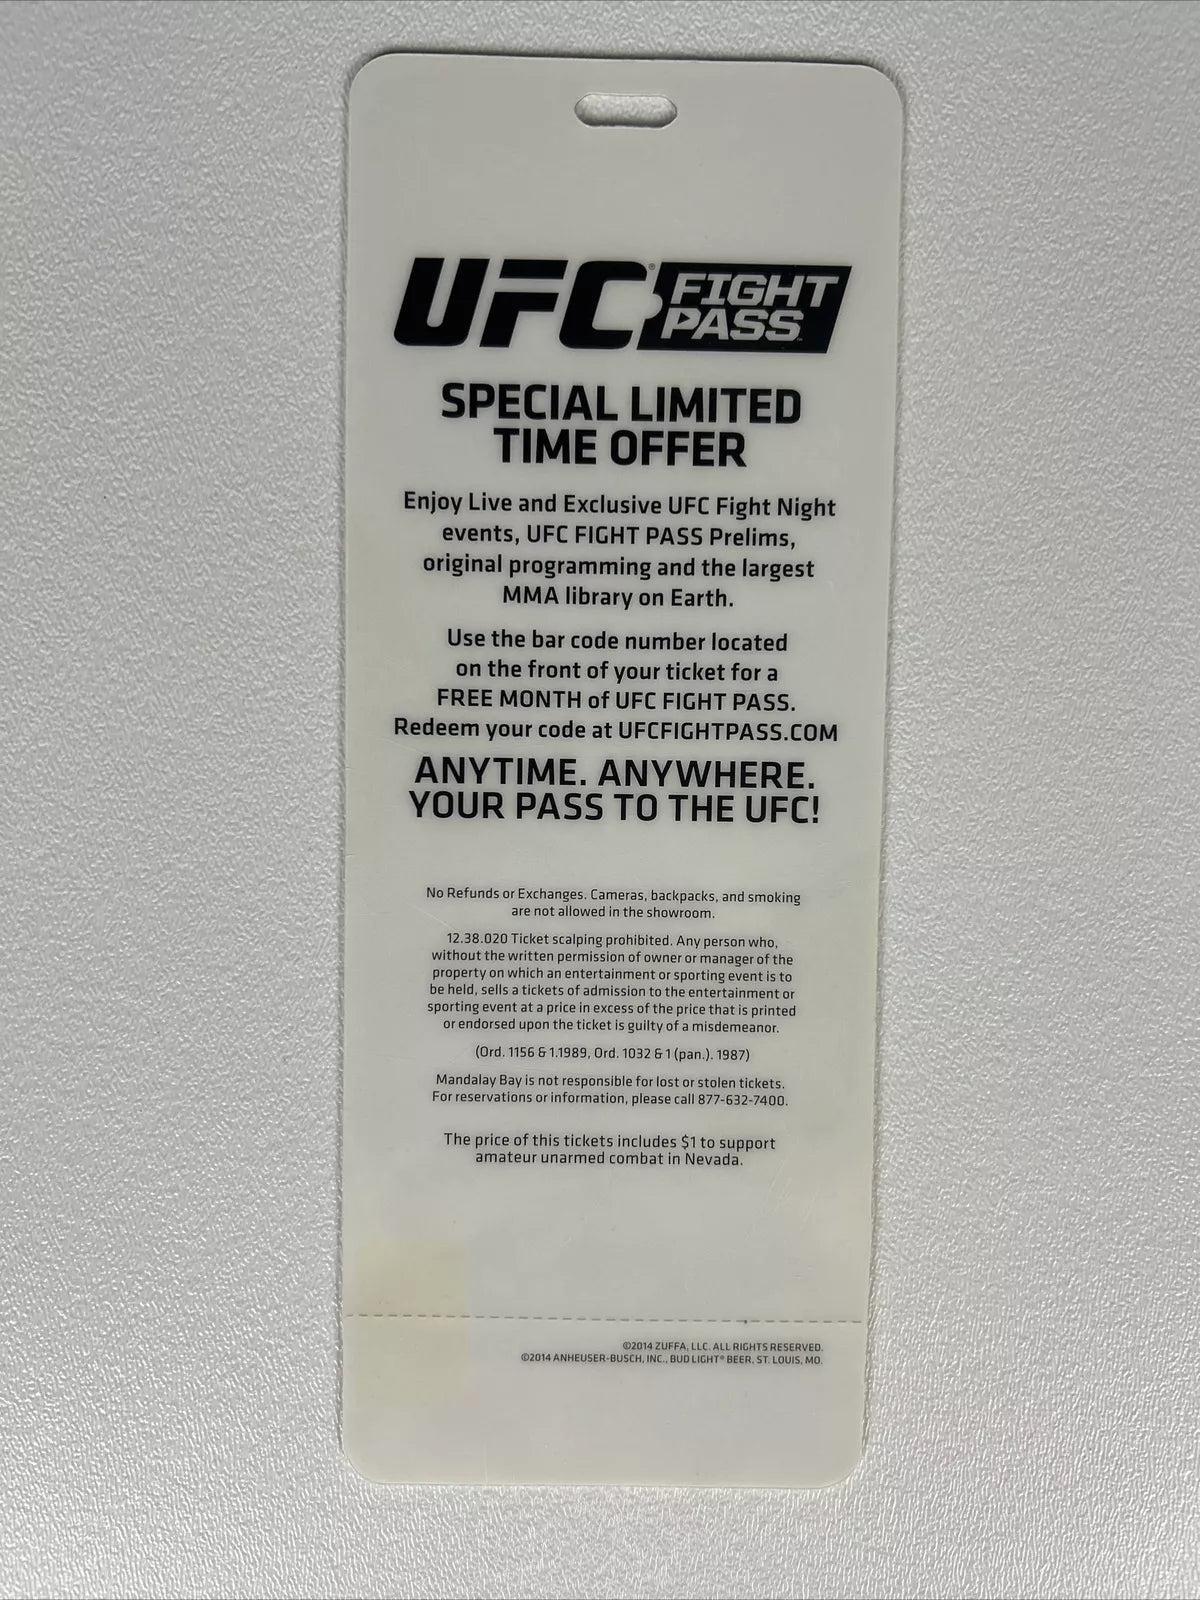 UFC® FIGHT PASS™
SPECIAL LIMITED
TIME OFFER
Enjoy Live and Exclusive UFC Fight Night
events, UFC FIGHT PASS Prelims,
original programming and the largest
MMA library on Earth.
Use the bar code number located
on the front of your ticket for a
FREE MONTH of UFC FIGHT PASS.
Redeem your code at UFCFIGHTPASS.COM
ANYTIME. ANYWHERE.
YOUR PASS TO THE UFC!
No Refunds or Exchanges. Cameras, backpacks, and smoking
are not allowed in the showroom.
12.38.020 Ticket scalping prohibited. Any person who,
without the written permission of owner or manager of the
property on which an entertainment or sporting event is to
be held, sells a tickets of admission to the entertainment or
sporting event at a price in excess of the price that is printed
or endorsed upon the ticket is guilty of a misdemeanor.
(Ord. 1156 & 1.1989, Ord. 1032 & 1 (pan.). 1987)
Mandalay Bay is not responsible for lost or stolen tickets.
For reservations or information, please call 877-632-7400.
The price of this tickets includes $1 to support
amateur unarmed combat in Nevada.
©2014 ZUFFA, LLC. ALL RIGHTS RESERVED.
©2014 ANHEUSER-BUSCH, INC., BUD LIGHT® BEER, ST. LOUIS, MO.